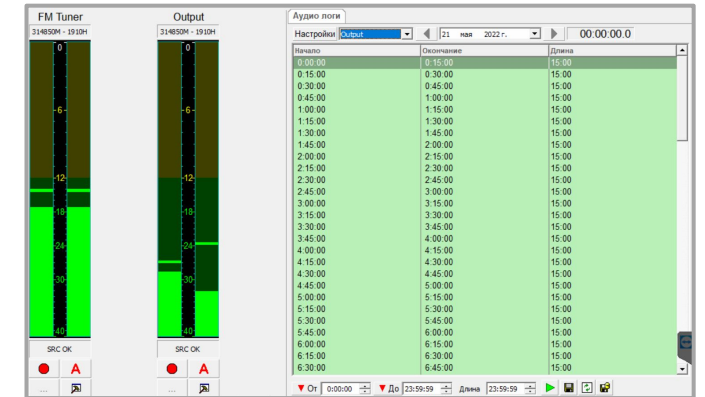 FM Tuner
Output
Аудио логи
314850M - 1910H
314850M - 1910H
Настройки Output 21 мая 2022 г. 00:00:00.0
Начало Окончание Длина
0:00:00 0:15:00 15:00
0:15:00 0:30:00 15:00
0:30:00 0:45:00 15:00
0:45:00 1:00:00 15:00
1:00:00 1:15:00 15:00
1:15:00 1:30:00 15:00
1:30:00 1:45:00 15:00
1:45:00 2:00:00 15:00
2:00:00 2:15:00 15:00
2:15:00 2:30:00 15:00
2:30:00 2:45:00 15:00
2:45:00 3:00:00 15:00
3:00:00 3:15:00 15:00
3:15:00 3:30:00 15:00
3:30:00 3:45:00 15:00
3:45:00 4:00:00 15:00
4:00:00 4:15:00 15:00
4:15:00 4:30:00 15:00
4:30:00 4:45:00 15:00
4:45:00 5:00:00 15:00
5:00:00 5:15:00 15:00
5:15:00 5:30:00 15:00
5:30:00 5:45:00 15:00
5:45:00 6:00:00 15:00
6:00:00 6:15:00 15:00
6:15:00 6:30:00 15:00
6:30:00 6:45:00 15:00
0
-6-
-12-
-18-
-24-
-30-
40
0
-6-
-12-
-18-
-24-
-30-
40
SRC OK
SRC OK
A
A
...
...
От 0:00:00 До 23:59:59 Длина 23:59:59